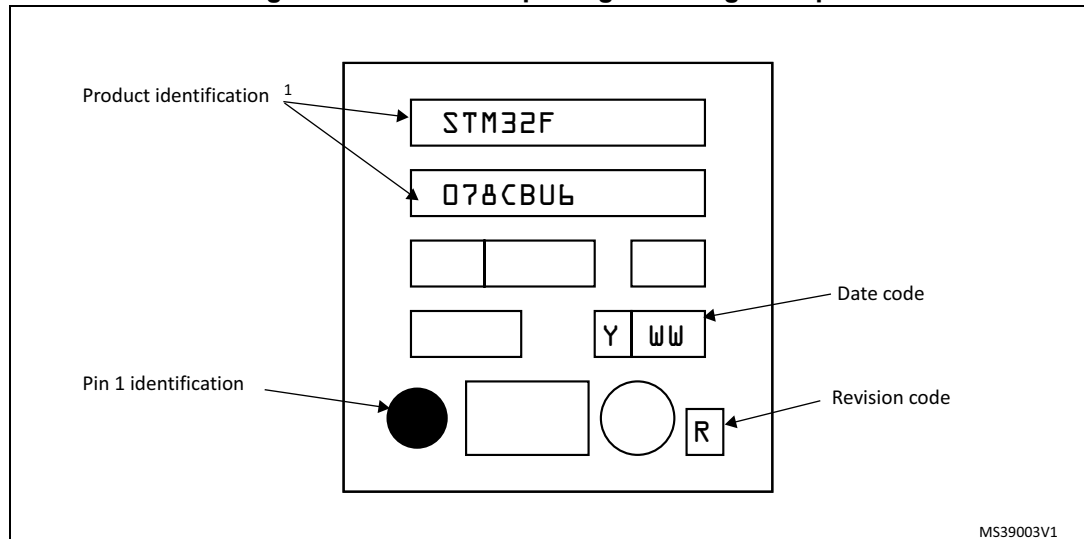 Product identification 1
STM32F
078CBU6
Date code
Y WW
Pin 1 identification
Revision code
R
MS39003V1